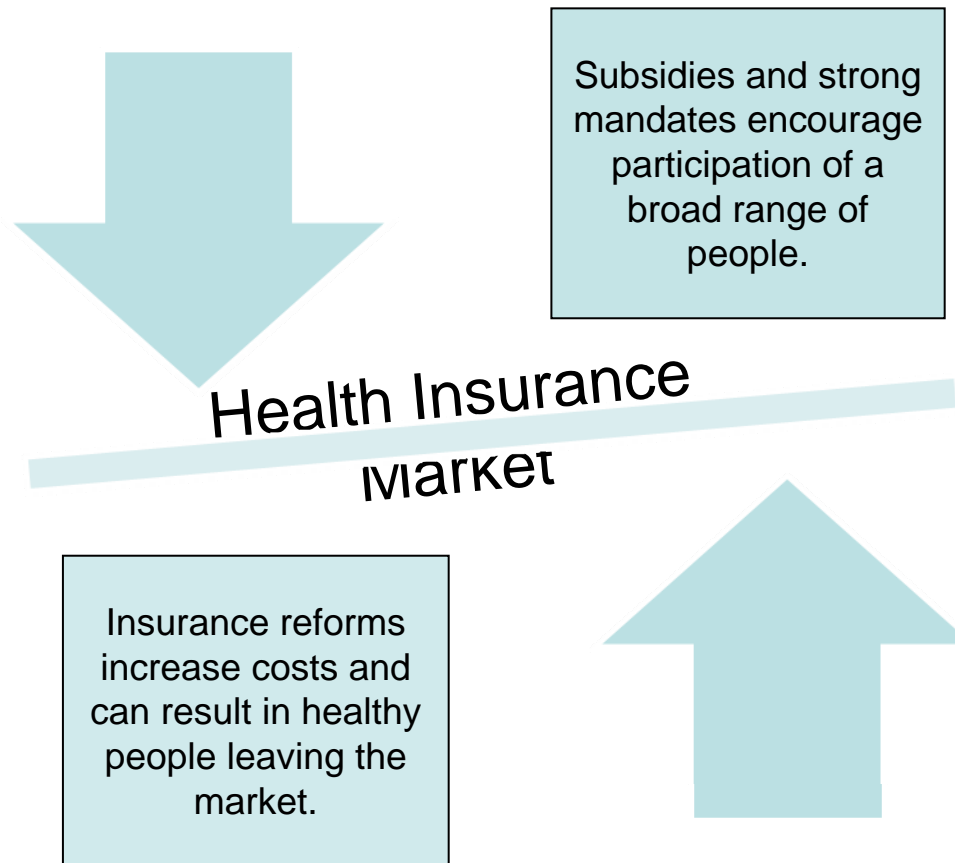 Subsidies and strong
mandates encourage
participation of a
broad range of
people.
Health Insurance
Market
Insurance reforms
increase costs and
can result in healthy
people leaving the
market.